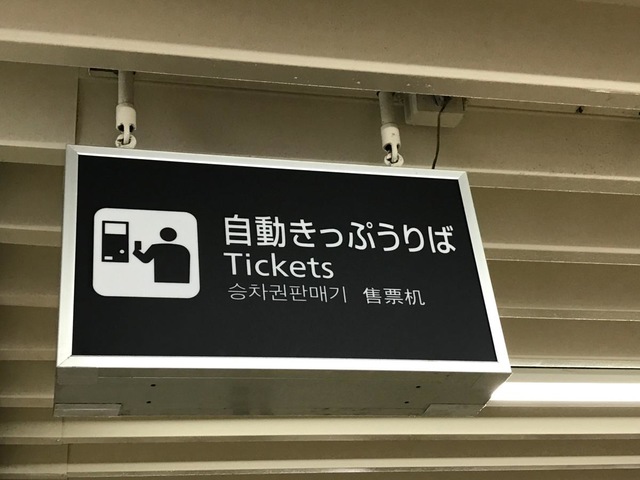 自動きっぷうりば
Tickets
승차권판매기 售票机